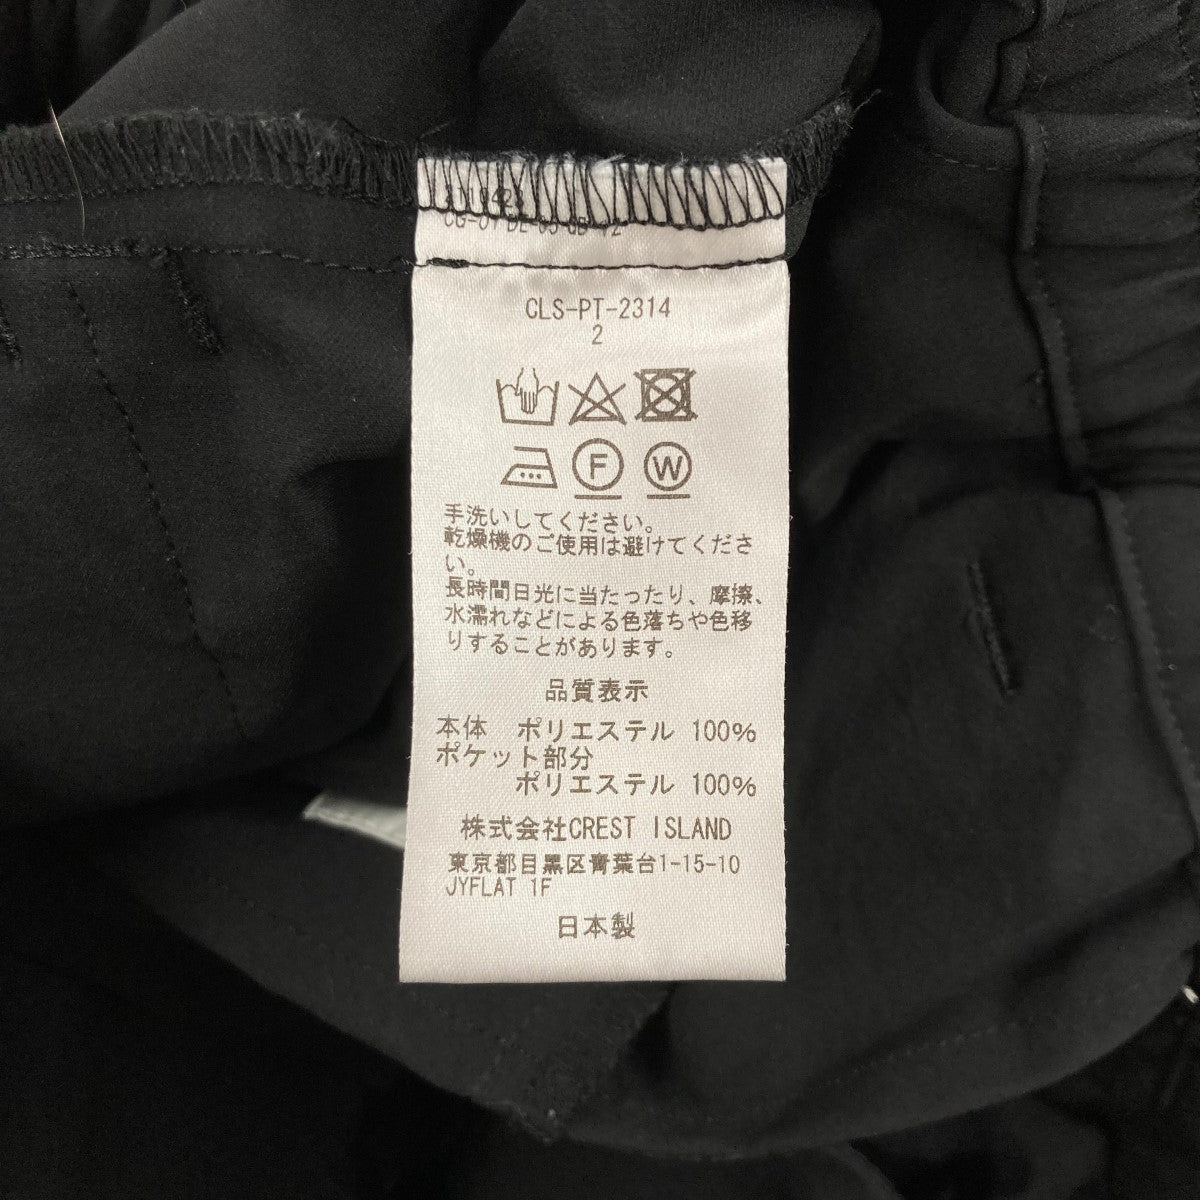 CLS-PT-2314
2
F W
手洗いしてください。
乾燥機のご使用は避けてくださ
い。
長時間日光に当たったり、摩擦、
水濡れなどによる色落ちや色移
りすることがあります。
品質表示
本体 ポリエステル 100%
ポケット部分
ポリエステル 100%
株式会社CREST ISLAND
東京都目黒区青葉台1-15-10
JYFLAT 1F
日本製